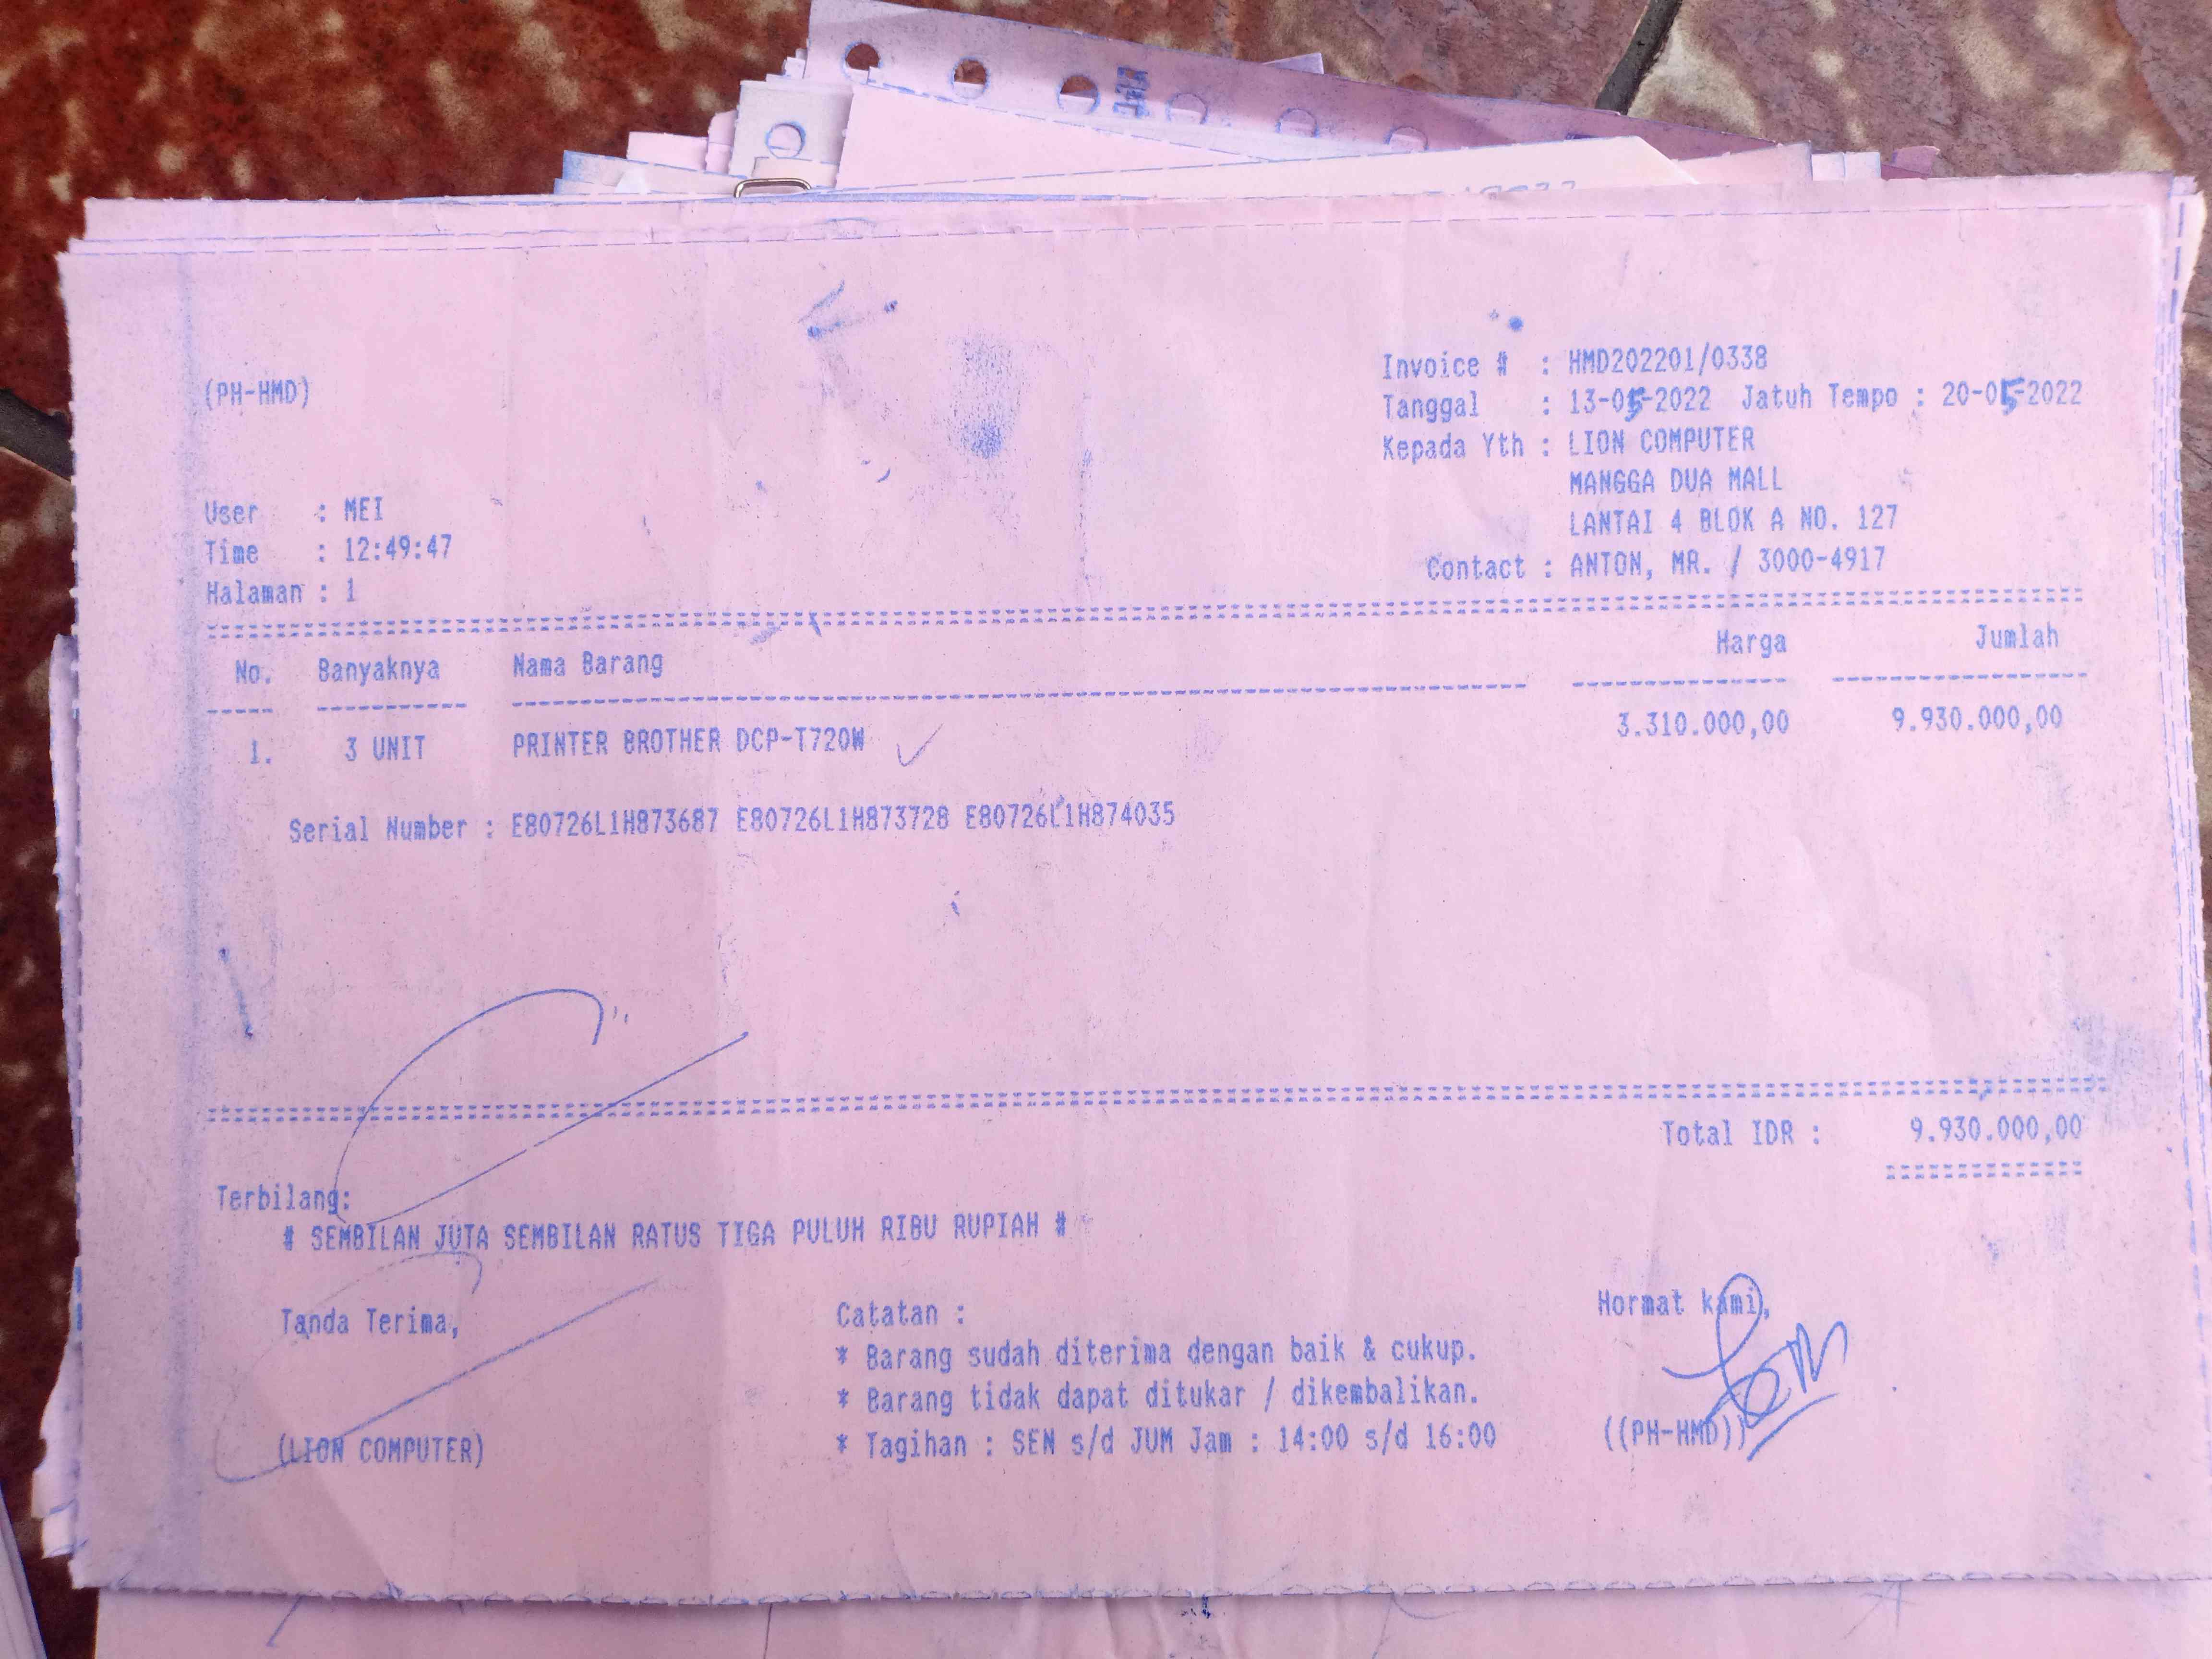 (PH-HMD)
Invoice # : HMD202201/0338
Tanggal : 13-05-2022 Jatuh Tempo : 20-05-2022
Kepada Yth : LION COMPUTER
MANGGA DUA MALL
LANTAI 4 BLOK A NO. 127
Contact : ANTON, MR. / 3000-4917
User : MEI
Time : 12:49:47
Halaman : 1
No. Banyaknya Nama Barang Harga Jumlah
1. 3 UNIT PRINTER BROTHER DCP-T720W 3.310.000,00 9.930.000,00
Serial Number : E80726L1H873687 E80726L1H873728 E80726L1H874035
Total IDR : 9.930.000,00
Terbilang:
# SEMBILAN JUTA SEMBILAN RATUS TIGA PULUH RIBU RUPIAH #
Tanda Terima, Catatan : Hormat kami,
* Barang sudah diterima dengan baik & cukup.
* Barang tidak dapat ditukar / dikembalikan.
(LION COMPUTER) * Tagihan : SEN s/d JUM Jam : 14:00 s/d 16:00 ((PH-HMD))